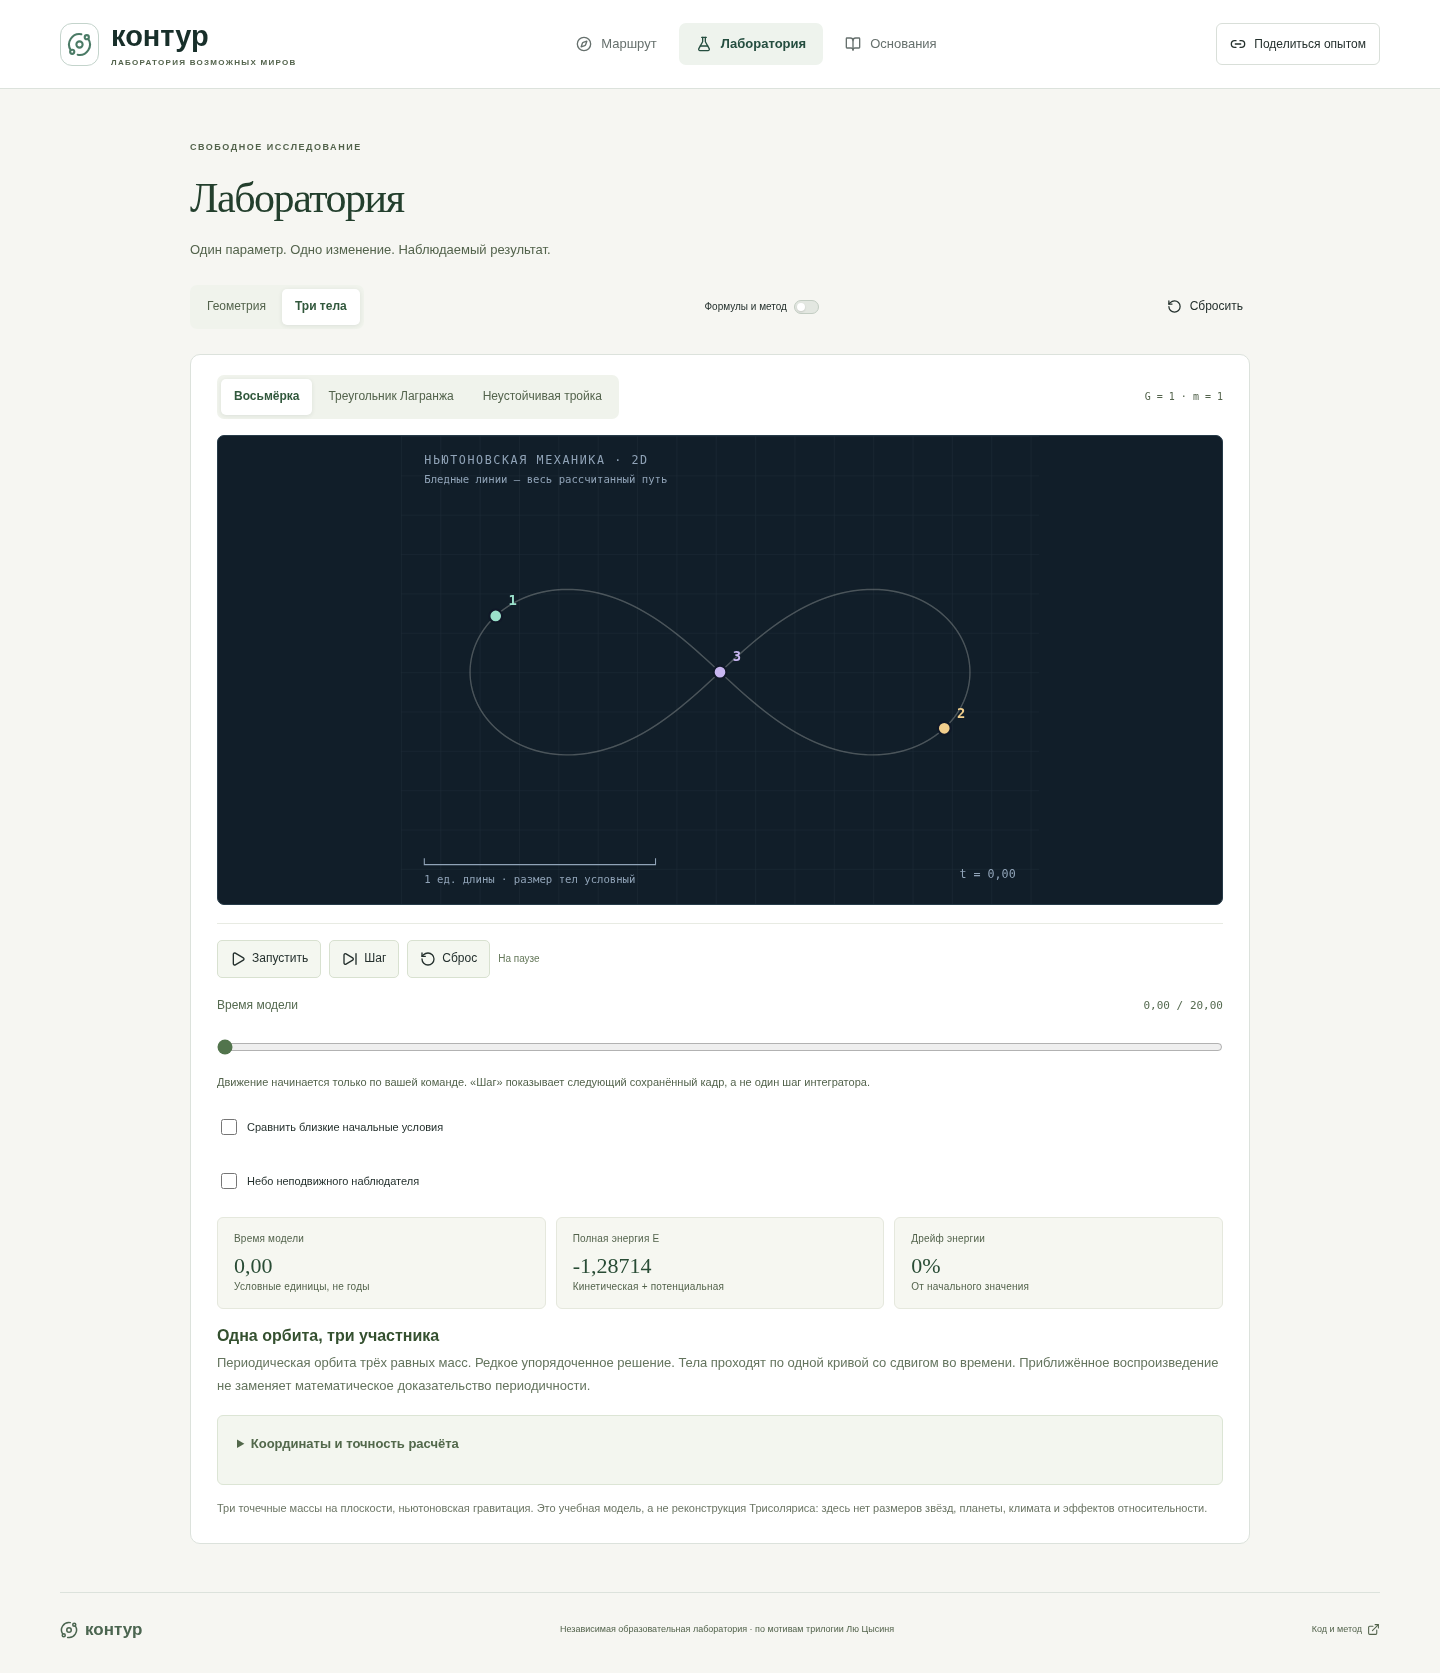 контур
ЛАБОРАТОРИЯ ВОЗМОЖНЫХ МИРОВ
Маршрут
Лаборатория
Основания
Поделиться опытом
СВОБОДНОЕ ИССЛЕДОВАНИЕ
Лаборатория
Один параметр. Одно изменение. Наблюдаемый результат.
Геометрия
Три тела
Формулы и метод
Сбросить
Восьмёрка
Треугольник Лагранжа
Неустойчивая тройка
G = 1 · m = 1
НЬЮТОНОВСКАЯ МЕХАНИКА · 2D
Бледные линии — весь рассчитанный путь
1
3
2
1 ед. длины · размер тел условный
t = 0,00
Запустить
Шаг
Сброс
На паузе
Время модели
0,00 / 20,00
Движение начинается только по вашей команде. «Шаг» показывает следующий сохранённый кадр, а не один шаг интегратора.
Сравнить близкие начальные условия
Небо неподвижного наблюдателя
Время модели
0,00
Условные единицы, не годы
Полная энергия E
-1,28714
Кинетическая + потенциальная
Дрейф энергии
0%
От начального значения
Одна орбита, три участника
Периодическая орбита трёх равных масс. Редкое упорядоченное решение. Тела проходят по одной кривой со сдвигом во времени. Приближённое воспроизведение
не заменяет математическое доказательство периодичности.
Координаты и точность расчёта
Три точечные массы на плоскости, ньютоновская гравитация. Это учебная модель, а не реконструкция Трисоляриса: здесь нет размеров звёзд, планеты, климата и эффектов относительности.
контур
Независимая образовательная лаборатория · по мотивам трилогии Лю Цысиня
Код и метод